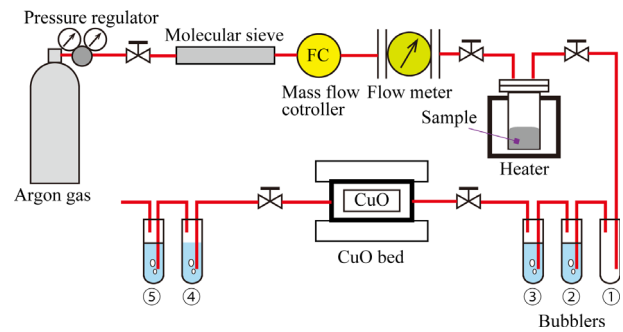 Pressure regulator
Molecular sieve
FC
Mass flow
cotroller
Flow meter
Sample
Heater
Argon gas
CuO
CuO bed
⑤
④
③
②
①
Bubblers